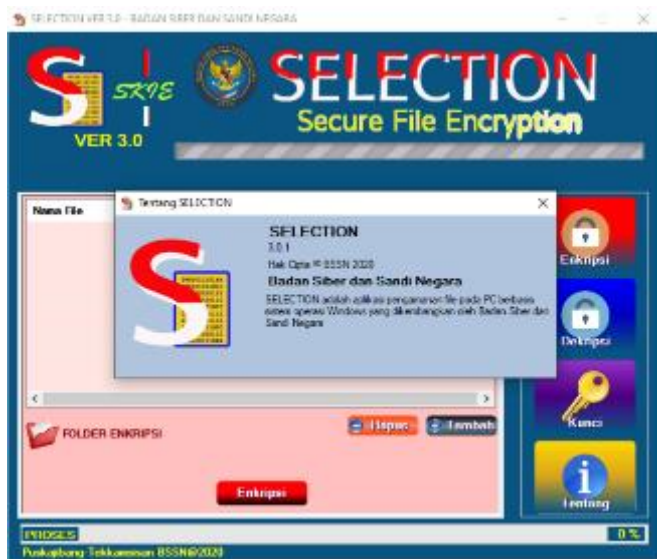 SELECTION VER 3.0 - BADAN SIBER DAN SANDI NEGARA
SKIE
VER 3.0
SELECTION
Secure File Encryption
Nama File
Tentang SELECTION
SELECTION
3.0.1
Hak Cipta © BSSN 2020
Badan Siber dan Sandi Negara
SELECTION adalah aplikasi pengamanan file pada PC berbasis
sistem operasi Windows yang dikembangkan oleh Badan Siber dan
Sandi Negara
Enkripsi
Dekripsi
Kunci
Tentang
FOLDER ENKRIPSI
Hapus
Tambah
Enkripsi
PROSES
0 %
Puskajibang Tekkamsisan BSSN@2020